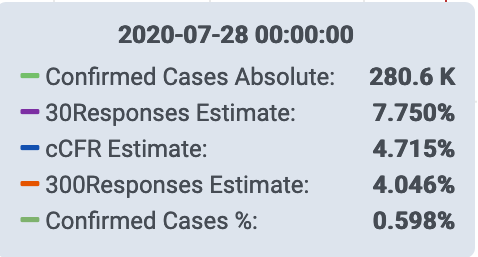 2020-07-28 00:00:00
Confirmed Cases Absolute: 280.6 K
30Responses Estimate: 7.750%
cCFR Estimate: 4.715%
300Responses Estimate: 4.046%
Confirmed Cases %: 0.598%